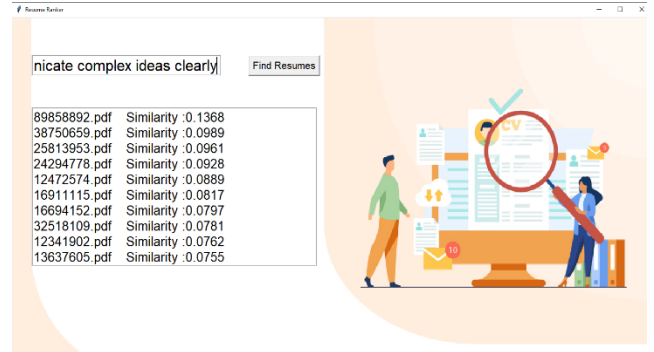 Resume Ranker
nicate complex ideas clearly
Find Resumes
89858892.pdf Similarity :0.1368
38750659.pdf Similarity :0.0989
25813953.pdf Similarity :0.0961
24294778.pdf Similarity :0.0928
12472574.pdf Similarity :0.0889
16911115.pdf Similarity :0.0817
16694152.pdf Similarity :0.0797
32518109.pdf Similarity :0.0781
12341902.pdf Similarity :0.0762
13637605.pdf Similarity :0.0755
CV
10